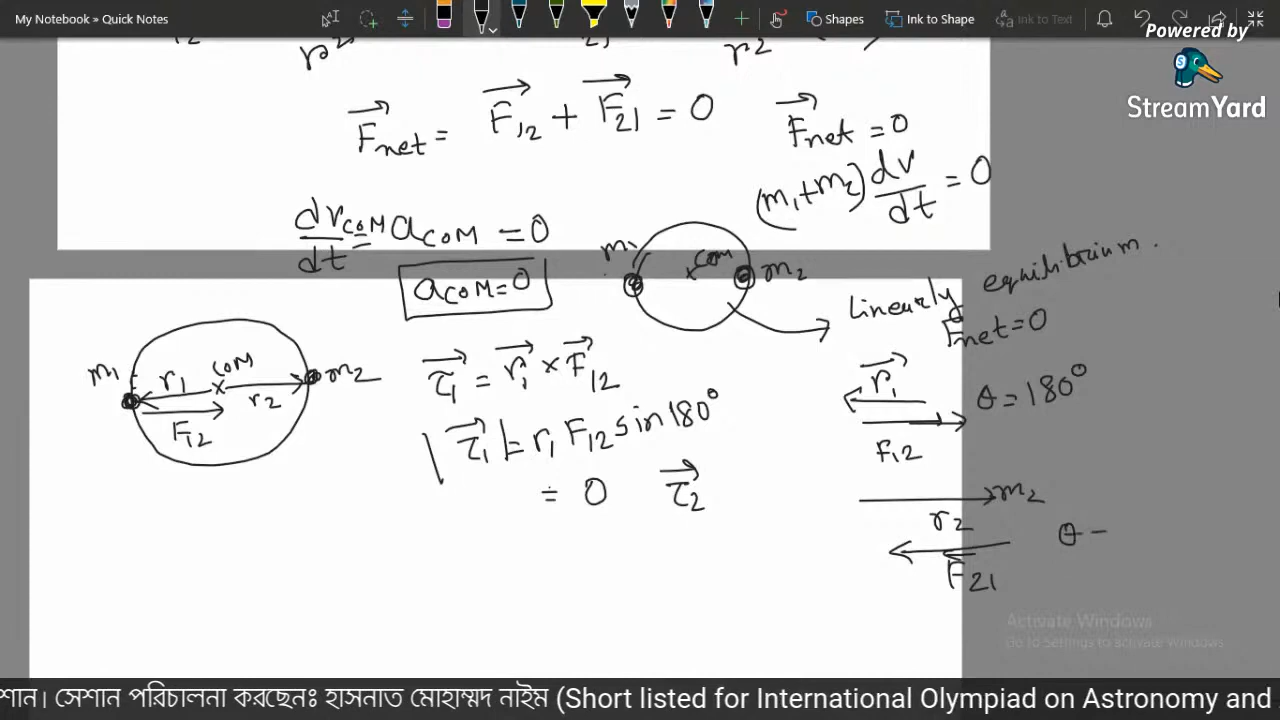 My Notebook » Quick Notes
Shapes
Ink to Shape
Ink to Text
Powered by
StreamYard
r²
r²
F⃗net = F⃗12 + F⃗21 = 0
F⃗net = 0
(m1+m2) dv/dt = 0
dvCOM/dt = aCOM = 0
aCOM = 0
m1
COM
m2
Linearly equilibrium.
Fnet = 0
m1
r1
COM
r2
m2
F12
τ⃗1 = r⃗1 × F⃗12
|τ⃗1| = r1 F12 sin 180°
= 0
τ⃗2
r⃗1
F12
θ = 180°
m2
r2
F21
θ -
Activate Windows
Go to Settings to activate Windows.
শান। সেশান পরিচালনা করছেনঃ হাসনাত মোহাম্মদ নাইম (Short listed for International Olympiad on Astronomy and